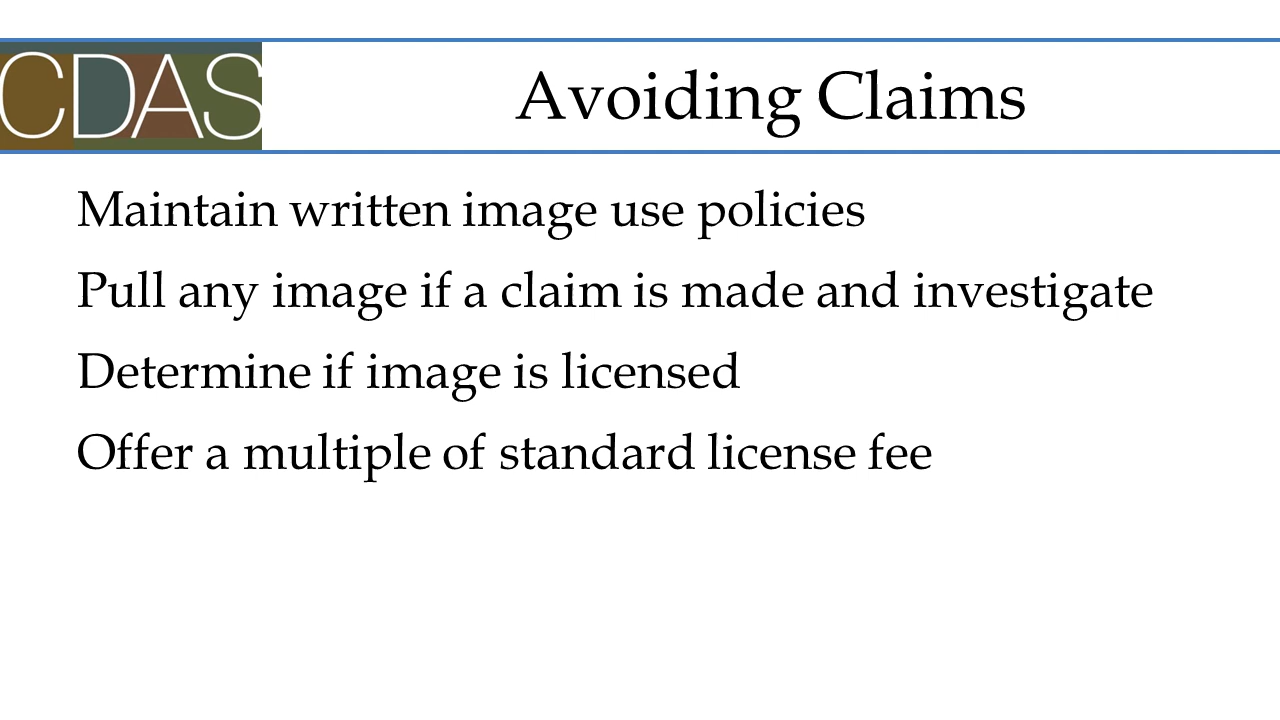 CDAS
Avoiding Claims
Maintain written image use policies
Pull any image if a claim is made and investigate
Determine if image is licensed
Offer a multiple of standard license fee